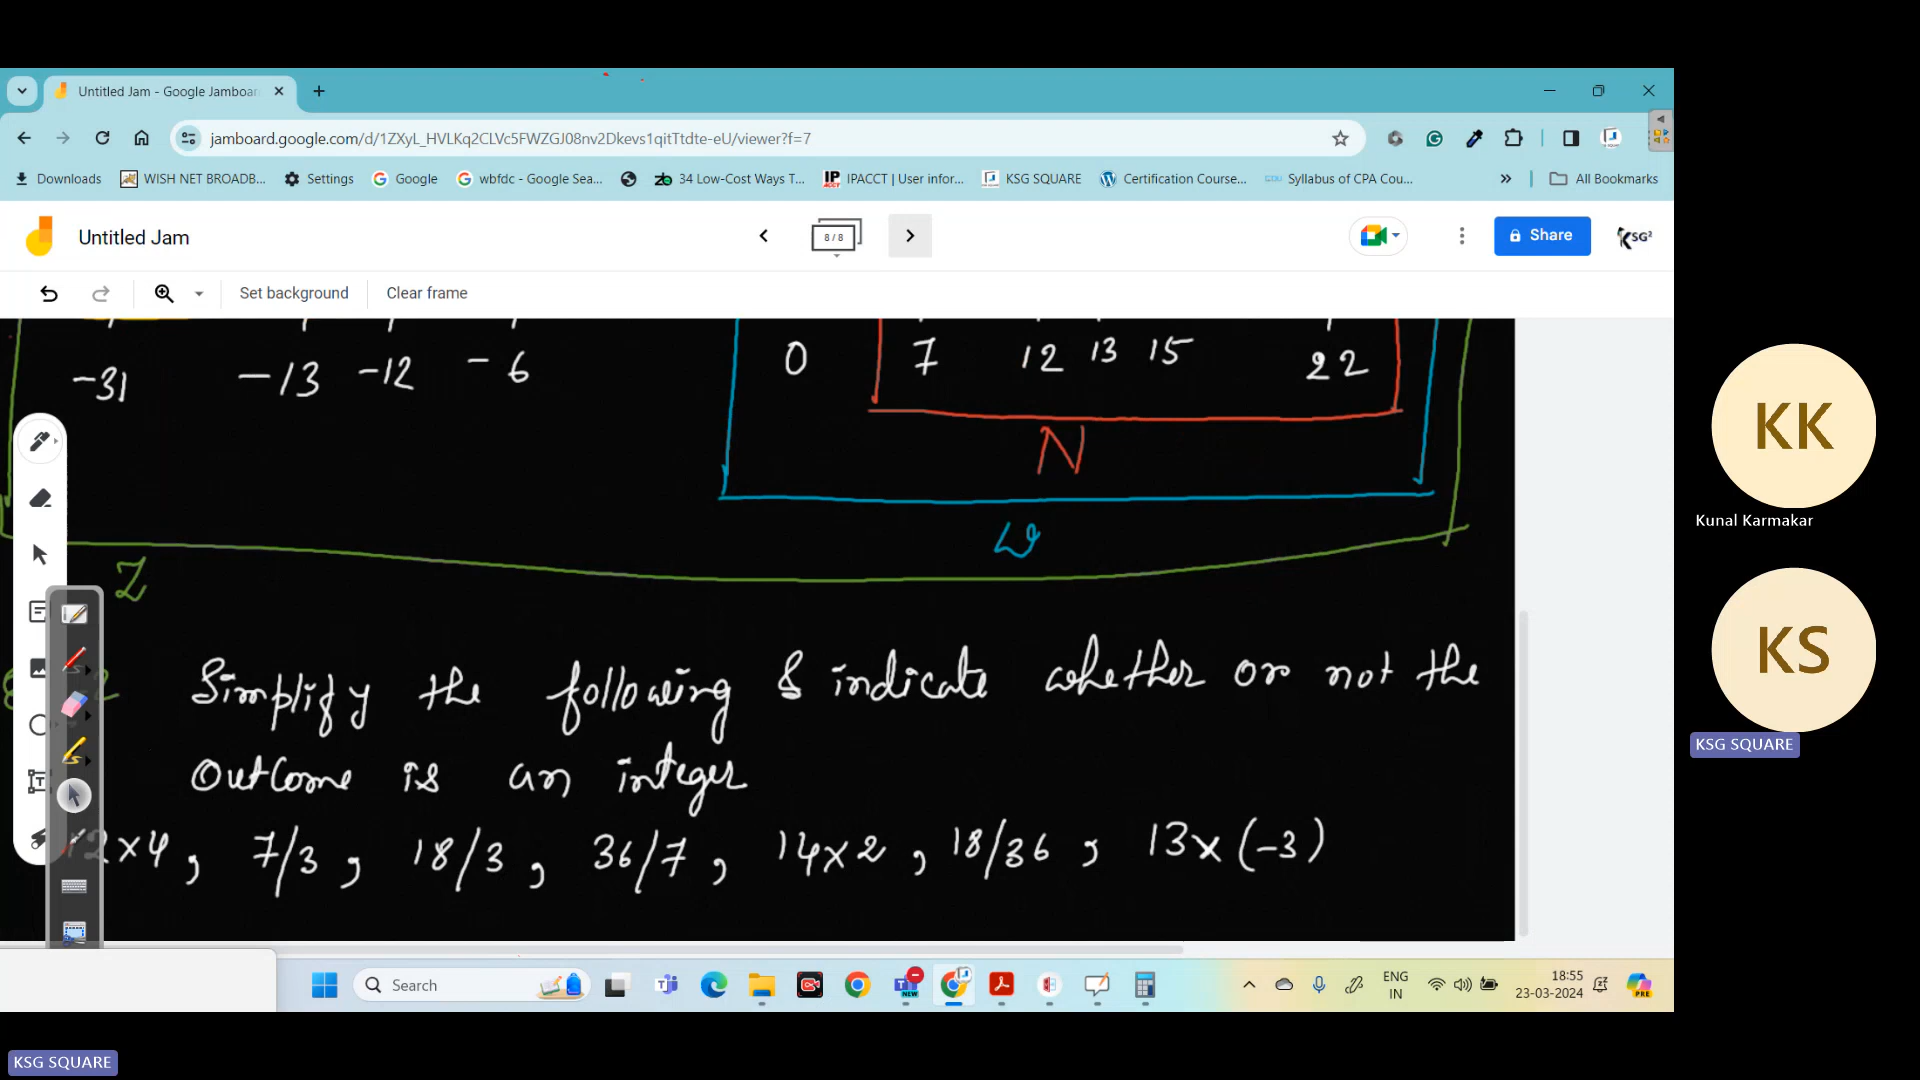 Untitled Jam - Google Jamboar
jamboard.google.com/d/1ZXyL_HVLKq2CLVc5FWZGJ08nv2Dkevs1qitTtdte-eU/viewer?f=7
Downloads WISH NET BROADB... Settings Google wbfdc - Google Sea... 34 Low-Cost Ways T... IPACCT | User infor... KSG SQUARE Certification Course... Syllabus of CPA Cou... » All Bookmarks
Untitled Jam 8 / 8 Share KSG²
Set background Clear frame
-31 -13 -12 -6 0 7 12 13 15 22
N
W
Z
Simplify the following & indicate whether or not the
outcome is an integer
12x4, 7/3, 18/3, 36/7, 14x2, 18/36, 13x(-3)
KK
Kunal Karmakar
KS
KSG SQUARE
Search NEW ENG IN 18:55 23-03-2024 PRE
KSG SQUARE